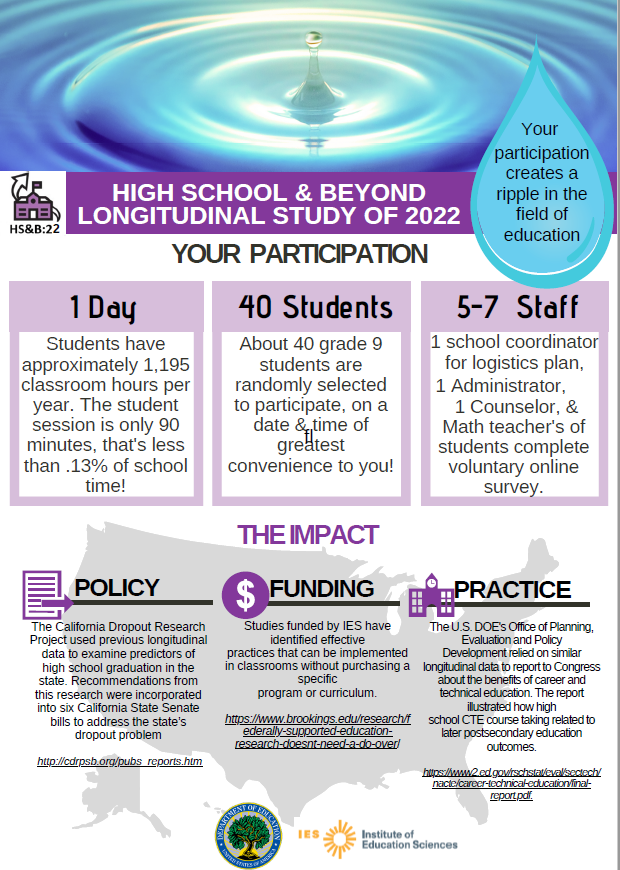 Your
participation
creates a
ripple in the
field of
education
HS&B:22
HIGH SCHOOL & BEYOND
LONGITUDINAL STUDY OF 2022
YOUR PARTICIPATION
1 Day
Students have
approximately 1,195
classroom hours per
year. The student
session is only 90
minutes, that's less
than .13% of school
time!
40 Students
About 40 grade 9
students are
randomly selected
to participate, on a
date & time of
greatest
convenience to you!
5-7 Staff
1 school coordinator
for logistics plan,
1 Administrator,
1 Counselor, &
Math teacher's of
students complete
voluntary online
survey.
THE IMPACT
POLICY
The California Dropout Research
Project used previous longitudinal
data to examine predictors of
high school graduation in the
state. Recommendations from
this research were incorporated
into six California State Senate
bills to address the state's
dropout problem
http://cdrpsb.org/pubs_reports.htm
$ FUNDING
Studies funded by IES have
identified effective
practices that can be implemented
in classrooms without purchasing a
specific
program or curriculum.
https://www.brookings.edu/research/f
ederally-supported-education-
research-doesnt-need-a-do-over/
PRACTICE
The U.S. DOE's Office of Planning,
Evaluation and Policy
Development relied on similar
longitudinal data to report to Congress
about the benefits of career and
technical education. The report
illustrated how high
school CTE course taking related to
later postsecondary education
outcomes.
https://www2.ed.gov/rschstat/eval/sectech/
nacte/career-technical-education/final-
report.pdf.
DEPARTMENT OF EDUCATION
UNITED STATES OF AMERICA
IES
Institute of
Education Sciences